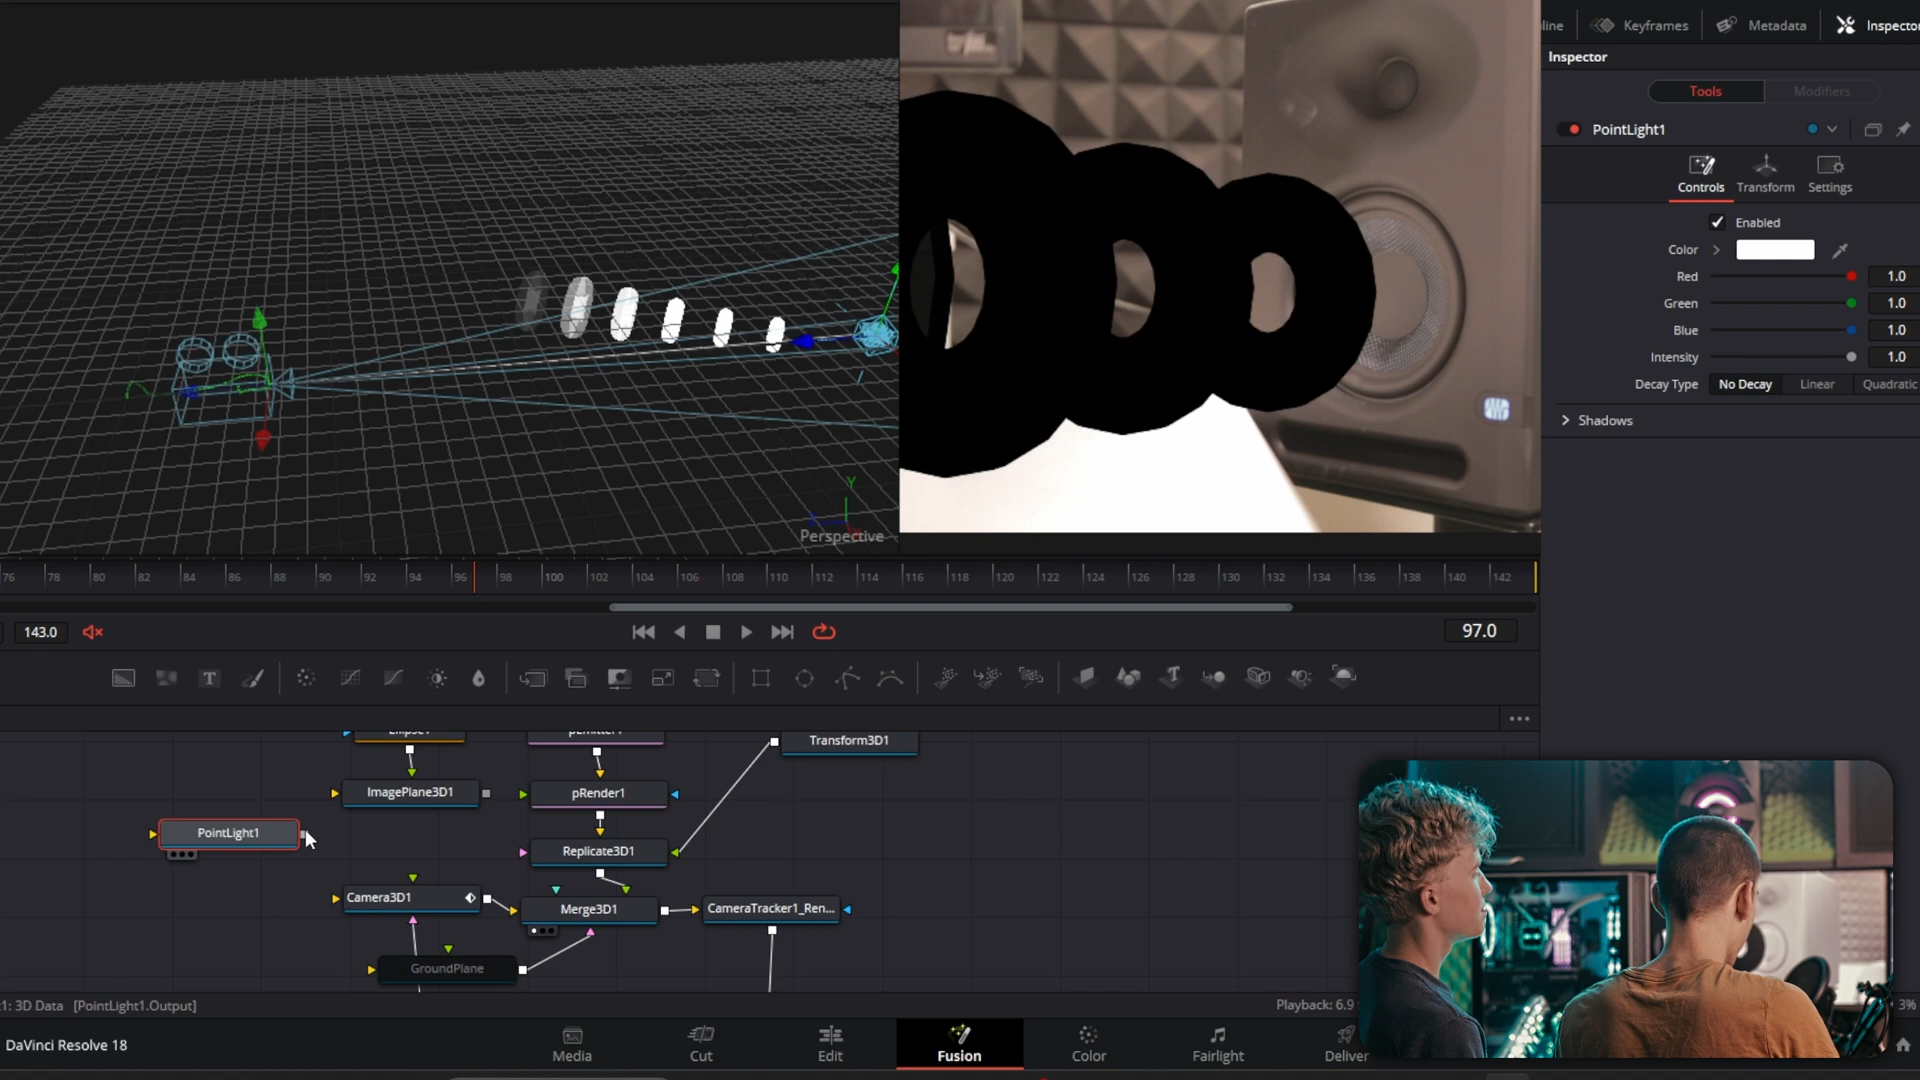 line
Keyframes
Metadata
Inspector
Inspector
Tools
Modifiers
PointLight1
Controls
Transform
Settings
Enabled
Color
Red
1.0
Green
1.0
Blue
1.0
Intensity
1.0
Decay Type
No Decay
Linear
Quadratic
Shadows
Y
Perspective
76 78 80 82 84 86 88 90 92 94 96 98 100 102 104 106 108 110 112 114 116 118 120 122 124 126 128 130 132 134 136 138 140 142
143.0
97.0
T
T
Ellipse1
pEmitter1
Transform3D1
ImagePlane3D1
pRender1
PointLight1
Replicate3D1
Camera3D1
Merge3D1
CameraTracker1_Ren...
GroundPlane
1: 3D Data [PointLight1.Output]
Playback: 6.9
3%
DaVinci Resolve 18
Media
Cut
Edit
Fusion
Color
Fairlight
Deliver